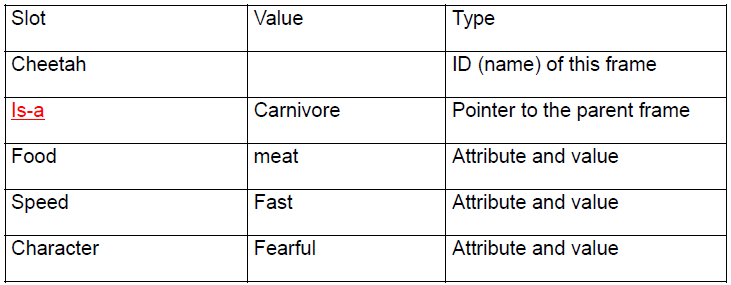 Slot Value Type
Cheetah ID (name) of this frame
Is-a Carnivore Pointer to the parent frame
Food meat Attribute and value
Speed Fast Attribute and value
Character Fearful Attribute and value